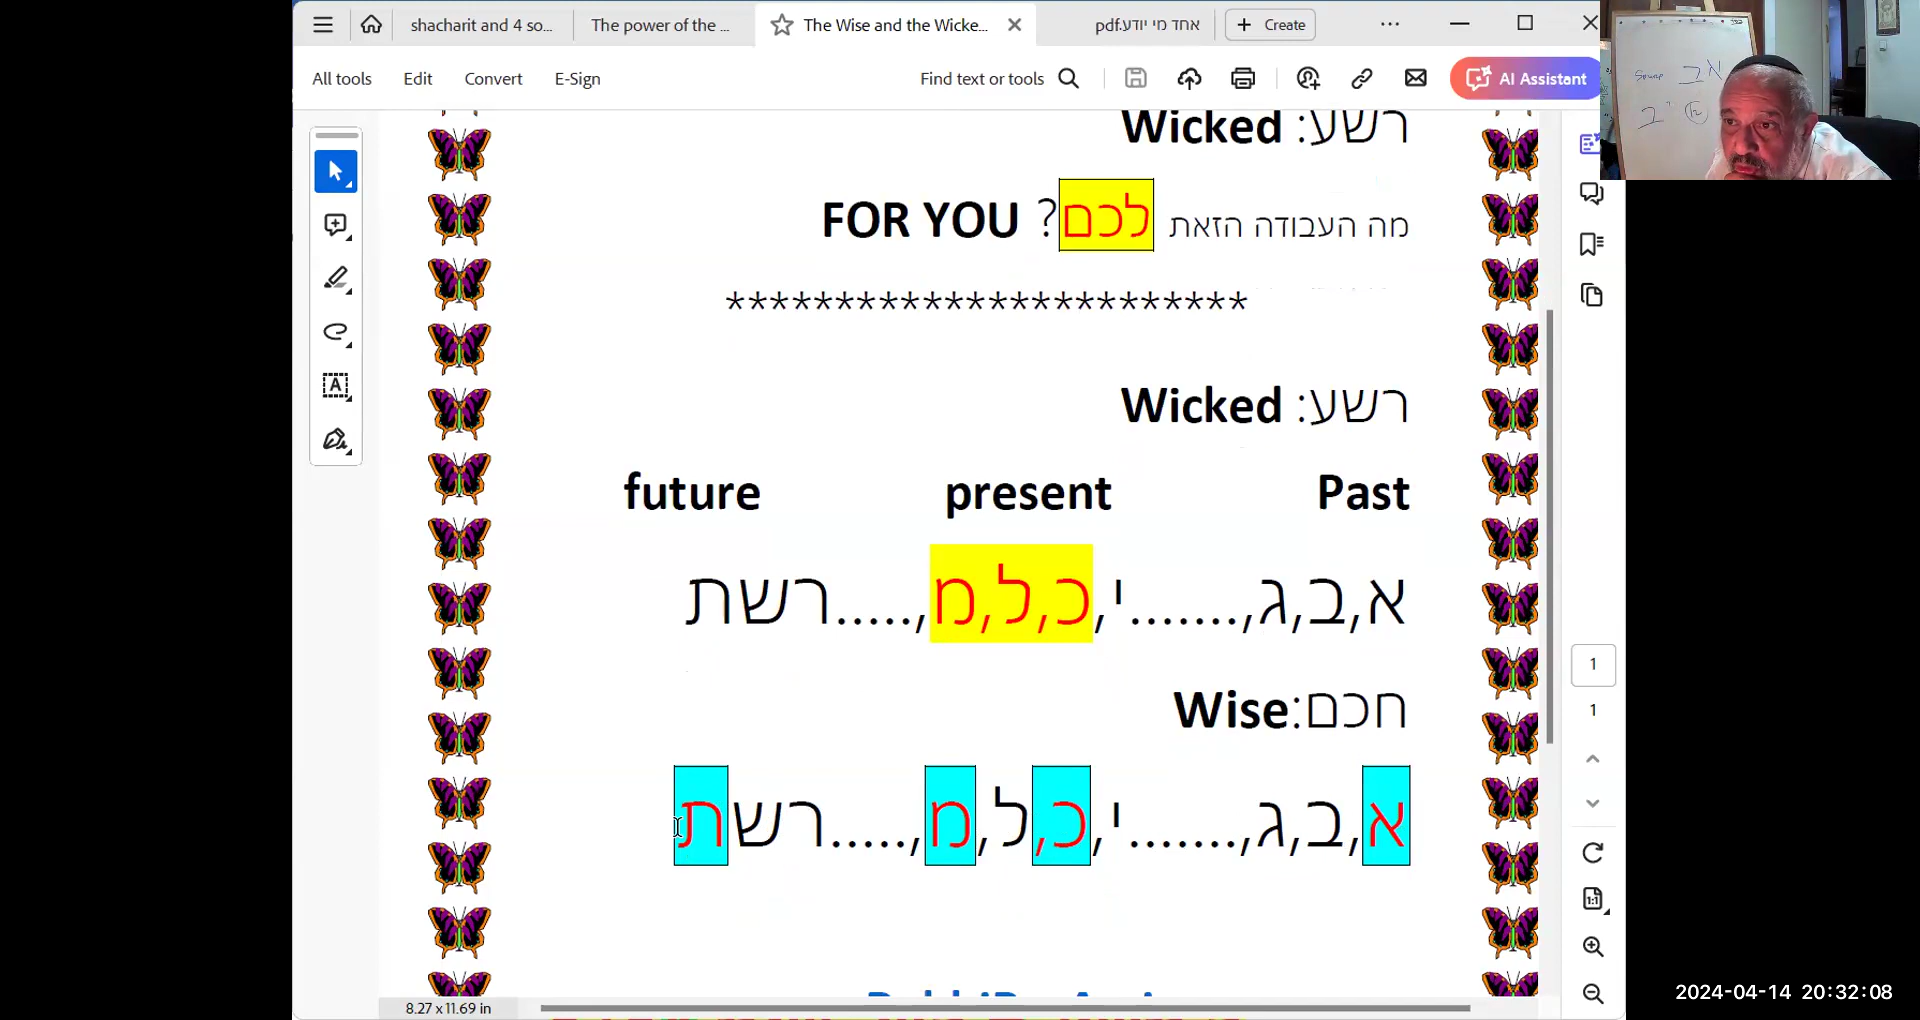 shacharit and 4 so...
The power of the ...
The Wise and the Wicke...
אחד מי יודע.pdf
+ Create
All tools
Edit
Convert
E-Sign
Find text or tools
AI Assistant
רשע: Wicked
מה העבודה הזאת לכם? FOR YOU
************************
רשע: Wicked
Past present future
א,ב,ג,.......י,כ,ל,מ,.....רשת
חכם:Wise
א,ב,ג,.......י,כ,ל,מ,.....רשת
8.27 x 11.69 in
1
1
2024-04-14 20:32:08